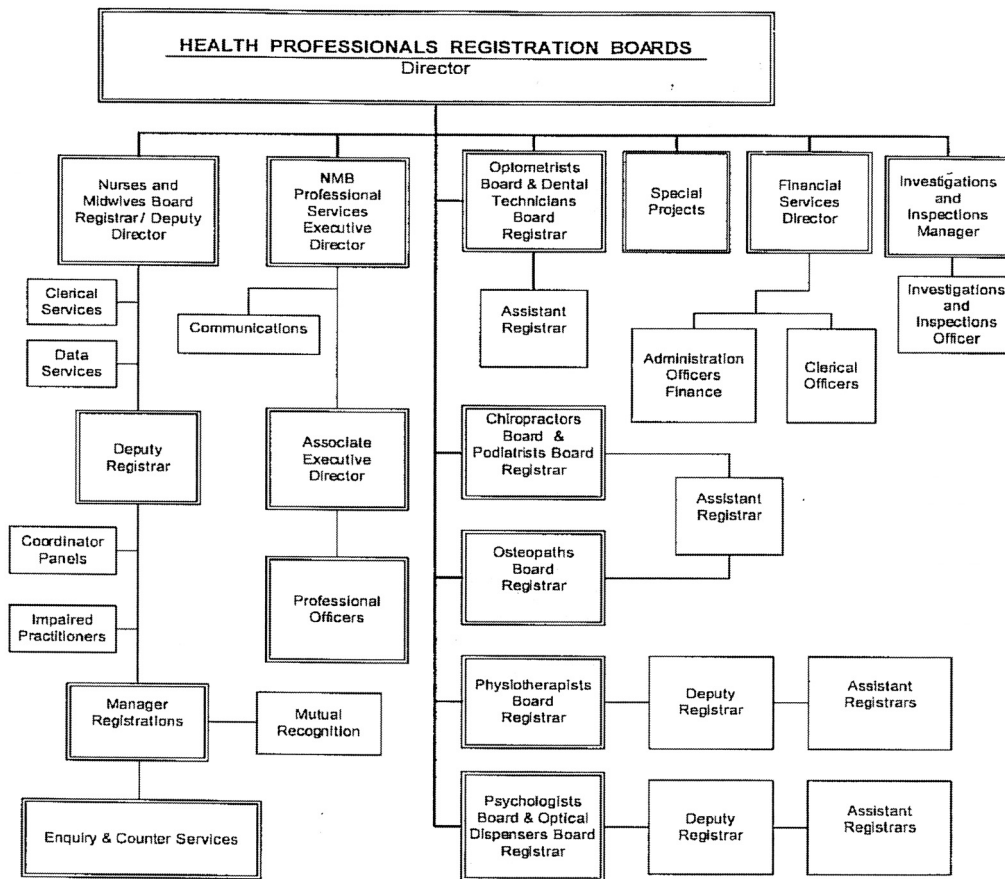 HEALTH PROFESSIONALS REGISTRATION BOARDS
Director
Nurses and
Midwives Board
Registrar/ Deputy
Director
NMB
Professional
Services
Executive
Director
Optometrists
Board & Dental
Technicians
Board
Registrar
Special
Projects
Financial
Services
Director
Investigations
and
Inspections
Manager
Clerical
Services
Communications
Assistant
Registrar
Investigations
and
Inspections
Officer
Data
Services
Administration
Officers
Finance
Clerical
Officers
Deputy
Registrar
Associate
Executive
Director
Chiropractors
Board &
Podiatrists Board
Registrar
Assistant
Registrar
Coordinator
Panels
Osteopaths
Board
Registrar
Professional
Officers
Impaired
Practitioners
Manager
Registrations
Mutual
Recognition
Physiotherapists
Board
Registrar
Deputy
Registrar
Assistant
Registrars
Enquiry & Counter Services
Psychologists
Board & Optical
Dispensers Board
Registrar
Deputy
Registrar
Assistant
Registrars